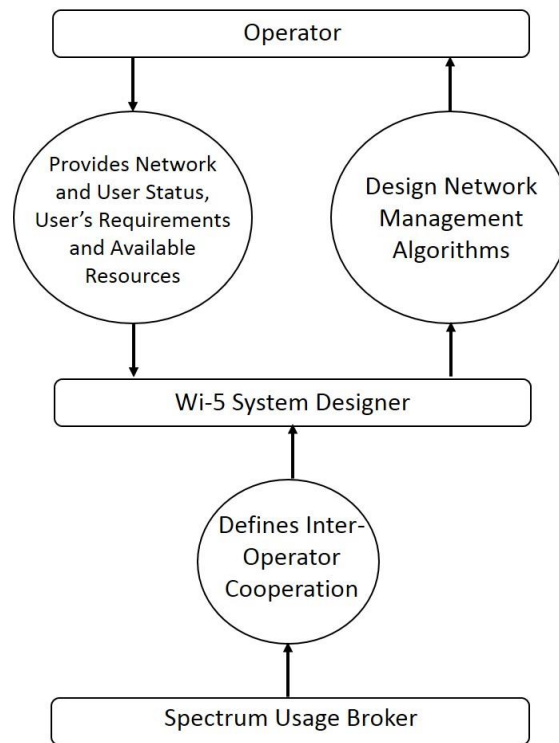 Operator
Provides Network
and User Status,
User's Requirements
and Available
Resources
Design Network
Management
Algorithms
Wi-5 System Designer
Defines Inter-
Operator
Cooperation
Spectrum Usage Broker